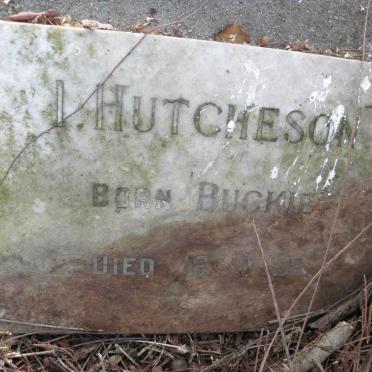 I. HUTCHESON
BORN BUCKIE
DIED